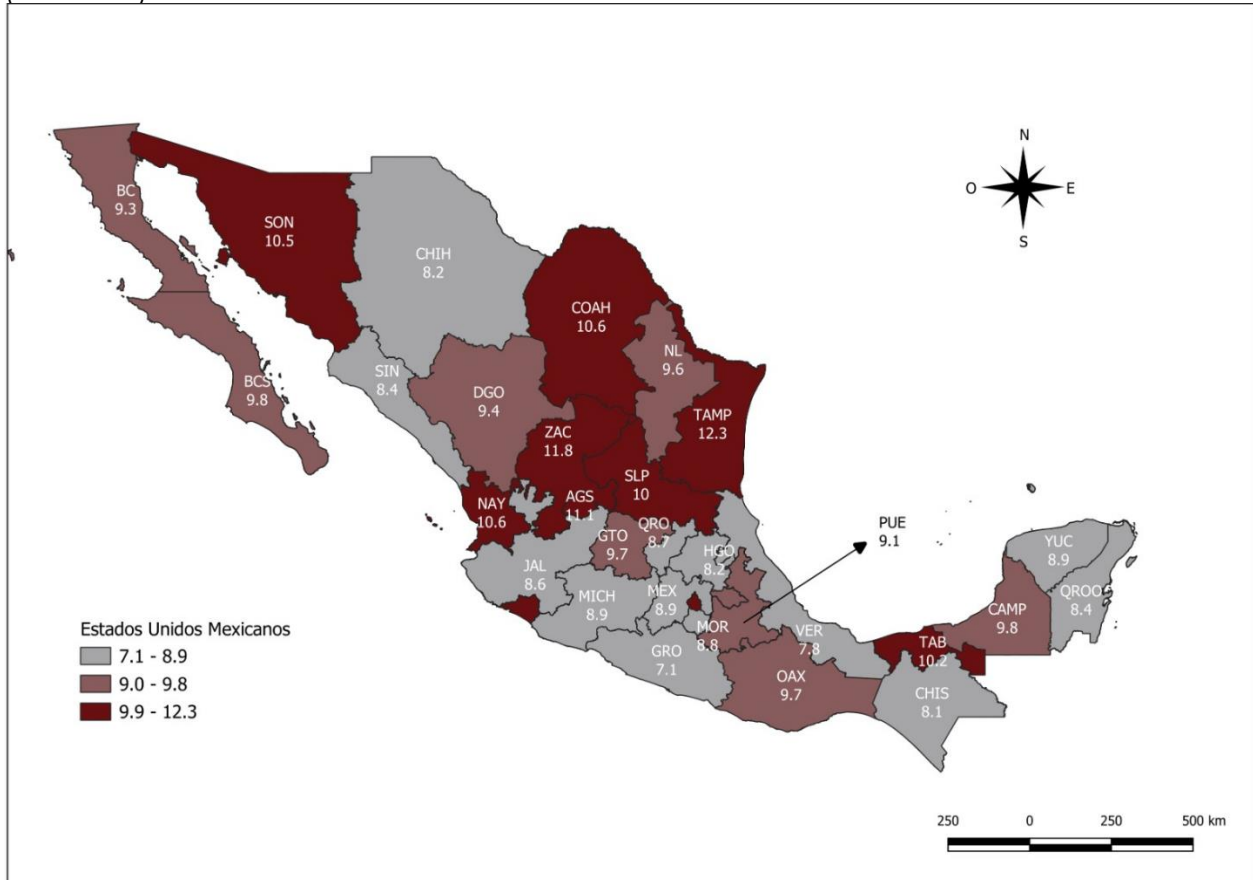 N
O
E
S
BC
9.3
SON
10.5
CHIH
8.2
COAH
10.6
NL
9.6
SIN
8.4
BCS
9.8
DGO
9.4
TAMP
12.3
ZAC
11.8
SLP
10
NAY
10.6
AGS
11.1
QRO
8.7
GTO
9.7
HGO
8.2
PUE
9.1
YUC
8.9
JAL
8.6
MICH
8.9
MEX
8.9
QROO
8.4
CAMP
9.8
MOR
8.8
VER
7.8
TAB
10.2
GRO
7.1
OAX
9.7
CHIS
8.1
Estados Unidos Mexicanos
7.1 - 8.9
9.0 - 9.8
9.9 - 12.3
250 0 250 500 km